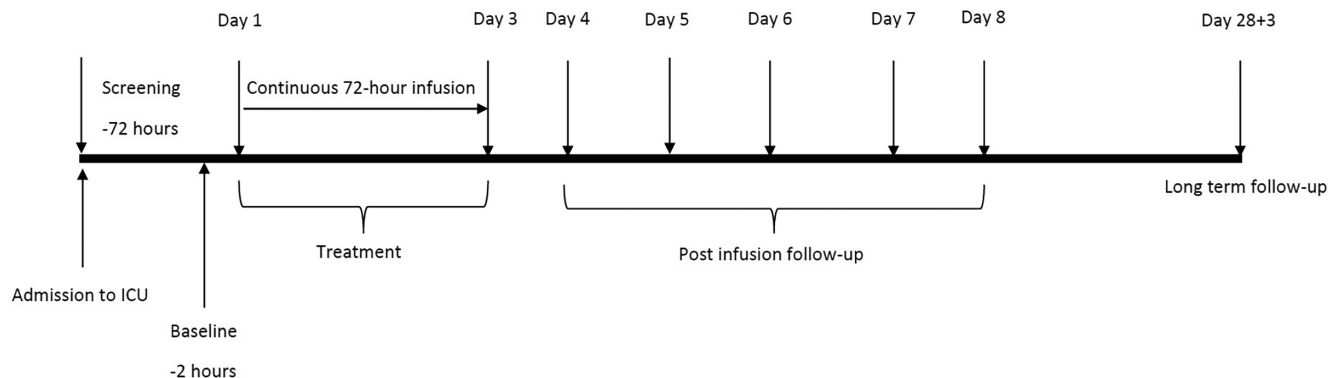 Day 1
Day 3
Day 4
Day 5
Day 6
Day 7
Day 8
Day 28+3
Screening
-72 hours
Continuous 72-hour infusion
Long term follow-up
Treatment
Post infusion follow-up
Admission to ICU
Baseline
-2 hours